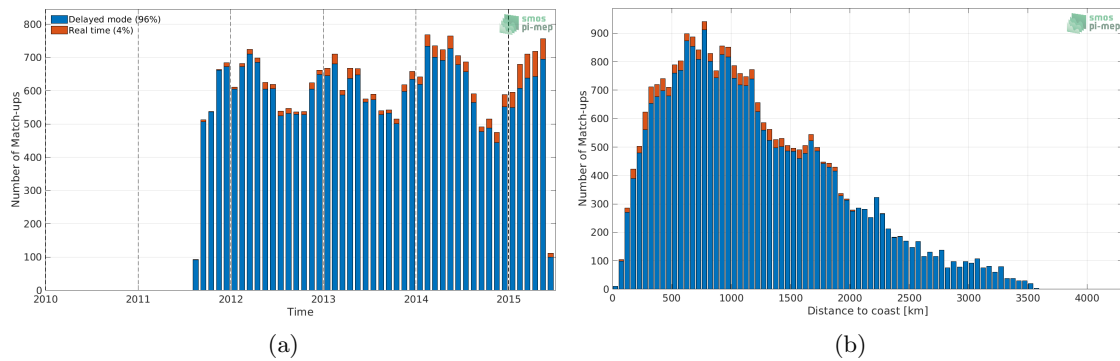 Delayed mode (96%)
Real time (4%)
smos
pi-mep
Number of Match-ups
800
700
600
500
400
300
200
100
0
2010 2011 2012 2013 2014 2015
Time
(a)
smos
pi-mep
Number of Match-ups
900
800
700
600
500
400
300
200
100
0
0 500 1000 1500 2000 2500 3000 3500 4000
Distance to coast [km]
(b)